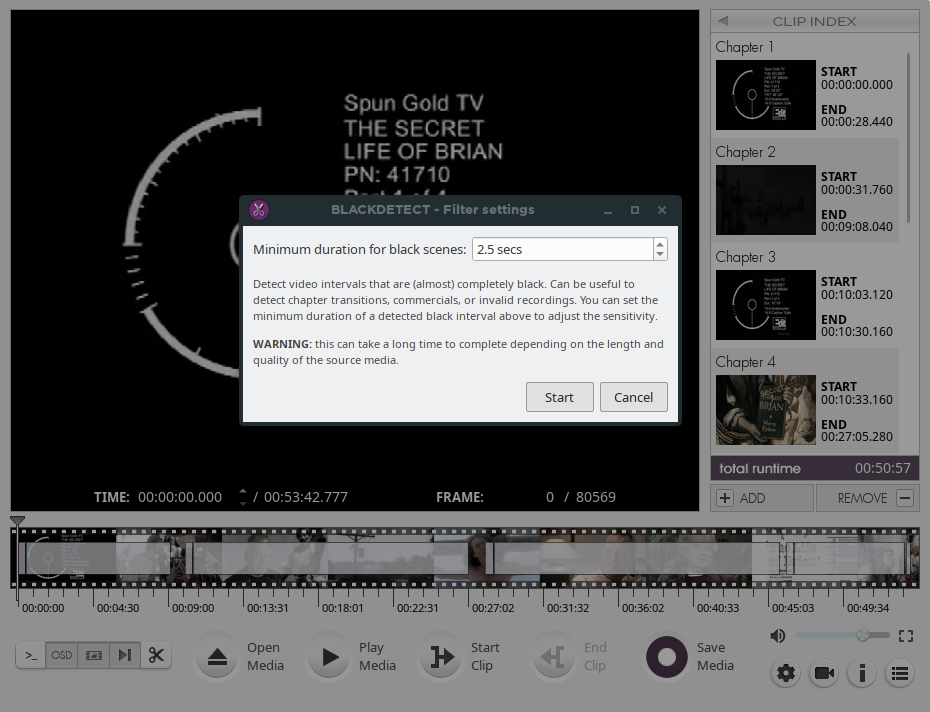 CLIP INDEX
Spun Gold TV
THE SECRET
LIFE OF BRIAN
PN: 41710
Part 1 of 4
Chapter 1
START
00:00:00.000
END
00:00:28.440
Chapter 2
START
00:00:31.760
END
00:09:08.040
Chapter 3
START
00:10:03.120
END
00:10:30.160
Chapter 4
START
00:10:33.160
END
00:27:05.280
total runtime 00:50:57
ADD REMOVE
BLACKDETECT - Filter settings
Minimum duration for black scenes: 2.5 secs
Detect video intervals that are (almost) completely black. Can be useful to
detect chapter transitions, commercials, or invalid recordings. You can set the
minimum duration of a detected black interval above to adjust the sensitivity.
WARNING: this can take a long time to complete depending on the length and
quality of the source media.
Start Cancel
TIME: 00:00:00.000 / 00:53:42.777 FRAME: 0 / 80569
00:00:00 00:04:30 00:09:00 00:13:31 00:18:01 00:22:31 00:27:02 00:31:32 00:36:02 00:40:33 00:45:03 00:49:34
>_ OSD
Open
Media
Play
Media
Start
Clip
End
Clip
Save
Media